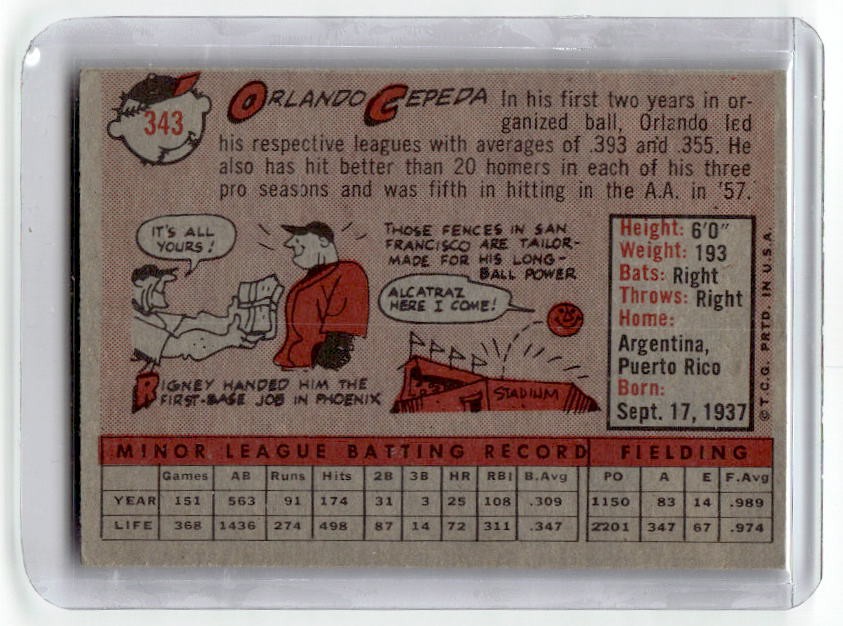 343
ORLANDO CEPEDA
In his first two years in or-
ganized ball, Orlando led
his respective leagues with averages of .393 and .355. He
also has hit better than 20 homers in each of his three
pro seasons and was fifth in hitting in the A.A. in '57.
IT'S ALL
YOURS!
RIGNEY HANDED HIM THE
FIRST-BASE JOB IN PHOENIX
THOSE FENCES IN SAN
FRANCISCO ARE TAILOR-
MADE FOR HIS LONG-
BALL POWER
ALCATRAZ
HERE I COME!
STADIUM
Height: 6'0"
Weight: 193
Bats: Right
Throws: Right
Home:
Argentina,
Puerto Rico
Born:
Sept. 17, 1937
© T.C.G. PRTD. IN U.S.A.
MINOR LEAGUE BATTING RECORD FIELDING
Games AB Runs Hits 2B 3B HR RBI B.Avg PO A E F.Avg
YEAR 151 563 91 174 31 3 25 108 .309 1150 83 14 .989
LIFE 368 1436 274 498 87 14 72 311 .347 2201 347 67 .974